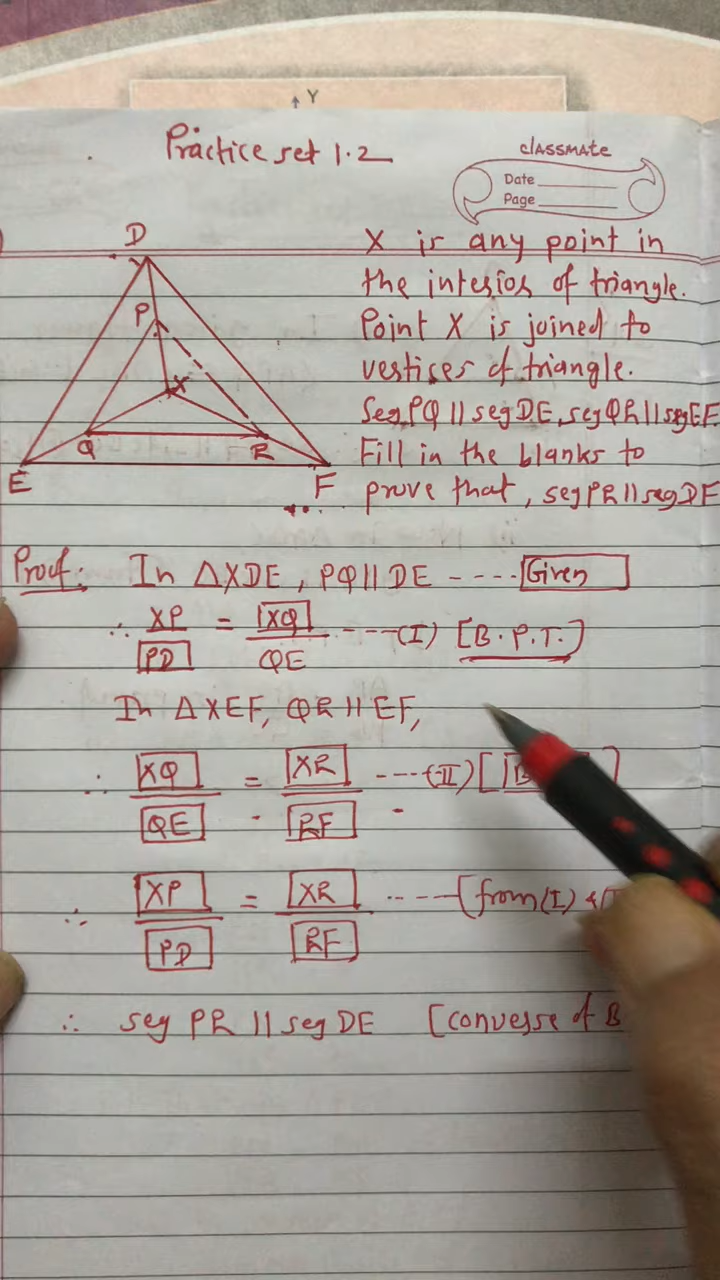 Y
Practice set 1.2
classmate
Date
Page
D
P
X
Q
R
E
F
X is any point in
the interior of triangle.
Point X is joined to
vertices of triangle.
Seg PQ || seg DE, seg QR || seg EF
Fill in the blanks to
prove that, seg PR || seg DF
Proof: In ΔXDE, PQ || DE ---- Given
∴ XP / PD = XQ / QE ---- (I) [B.P.T.]
In ΔXEF, QR || EF,
∴ XQ / QE = XR / RF ---- (II) [
∴ XP / PD = XR / RF ---- [from (I) &
∴ seg PR || seg DE [converse of B